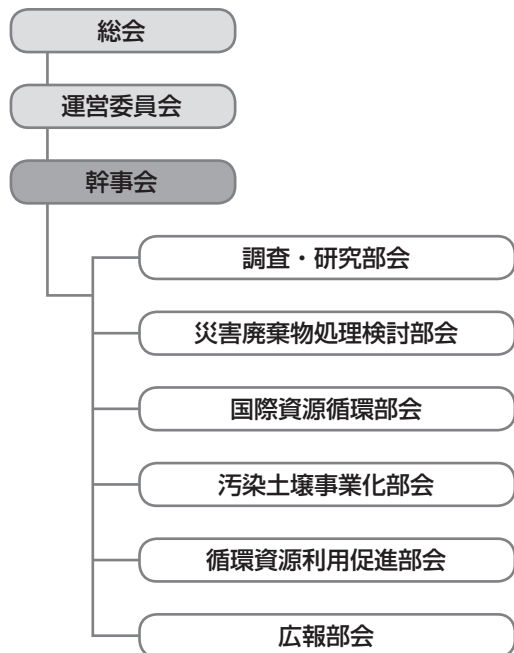 総会
運営委員会
幹事会
調査・研究部会
災害廃棄物処理検討部会
国際資源循環部会
汚染土壌事業化部会
循環資源利用促進部会
広報部会